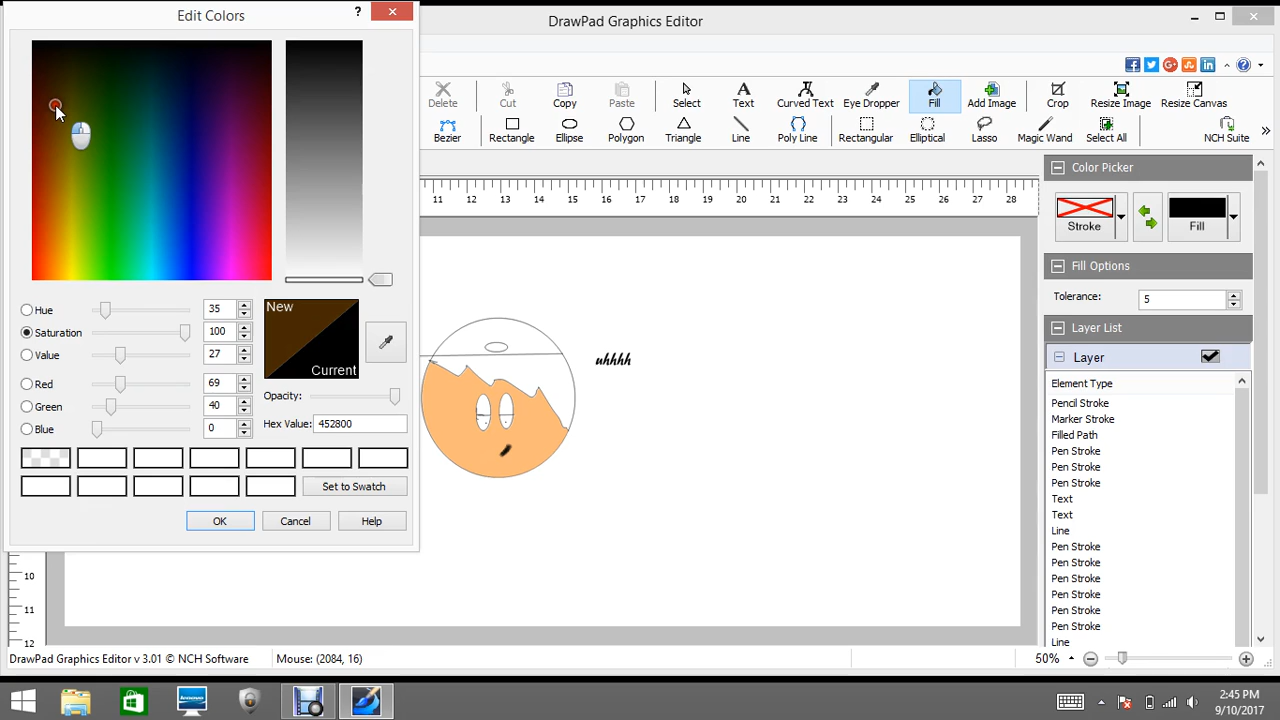 Edit Colors
?
DrawPad Graphics Editor
Delete
Cut
Copy
Paste
Select
Text
Curved Text
Eye Dropper
Fill
Add Image
Crop
Resize Image
Resize Canvas
Bezier
Rectangle
Ellipse
Polygon
Triangle
Line
Poly Line
Rectangular
Elliptical
Lasso
Magic Wand
Select All
NCH Suite
Color Picker
Stroke
Fill
Fill Options
Tolerance:
5
Layer List
Layer
Element Type
Pencil Stroke
Marker Stroke
Filled Path
Pen Stroke
Pen Stroke
Pen Stroke
Text
Text
Line
Pen Stroke
Pen Stroke
Pen Stroke
Pen Stroke
Pen Stroke
Pen Stroke
Line
11 12 13 14 15 16 17 18 19 20 21 22 23 24 25 26 27 28
uhhhh
Hue 35
Saturation 100
Value 27
Red 69
Green 40
Blue 0
New
Current
Opacity:
Hex Value: 452800
Set to Swatch
OK
Cancel
Help
10
11
12
DrawPad Graphics Editor v 3.01 © NCH Software
Mouse: (2084, 16)
50%
lenovo
2:45 PM
9/10/2017